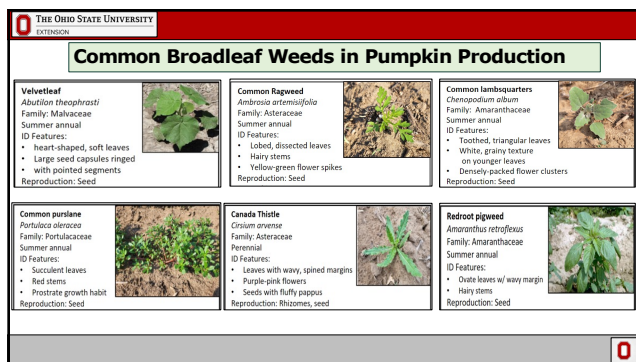 THE OHIO STATE UNIVERSITY
EXTENSION
Common Broadleaf Weeds in Pumpkin Production
Velvetleaf
Abutilon theophrasti
Family: Malvaceae
Summer annual
ID Features:
• heart-shaped, soft leaves
• Large seed capsules ringed
• with pointed segments
Reproduction: Seed
Common Ragweed
Ambrosia artemisiifolia
Family: Asteraceae
Summer annual
ID Features:
• Lobed, dissected leaves
• Hairy stems
• Yellow-green flower spikes
Reproduction: Seed
Common lambsquarters
Chenopodium album
Family: Amaranthaceae
Summer annual
ID Features:
• Toothed, triangular leaves
• White, grainy texture
on younger leaves
• Densely-packed flower clusters
Reproduction: Seed
Common purslane
Portulaca oleracea
Family: Portulacaceae
Summer annual
ID Features:
• Succulent leaves
• Red stems
• Prostrate growth habit
Reproduction: Seed
Canada Thistle
Cirsium arvense
Family: Asteraceae
Perennial
ID Features:
• Leaves with wavy, spined margins
• Purple-pink flowers
• Seeds with fluffy pappus
Reproduction: Rhizomes, seed
Redroot pigweed
Amaranthus retroflexus
Family: Amaranthaceae
Summer annual
ID Features:
• Ovate leaves w/ wavy margin
• Hairy stems
Reproduction: Seed